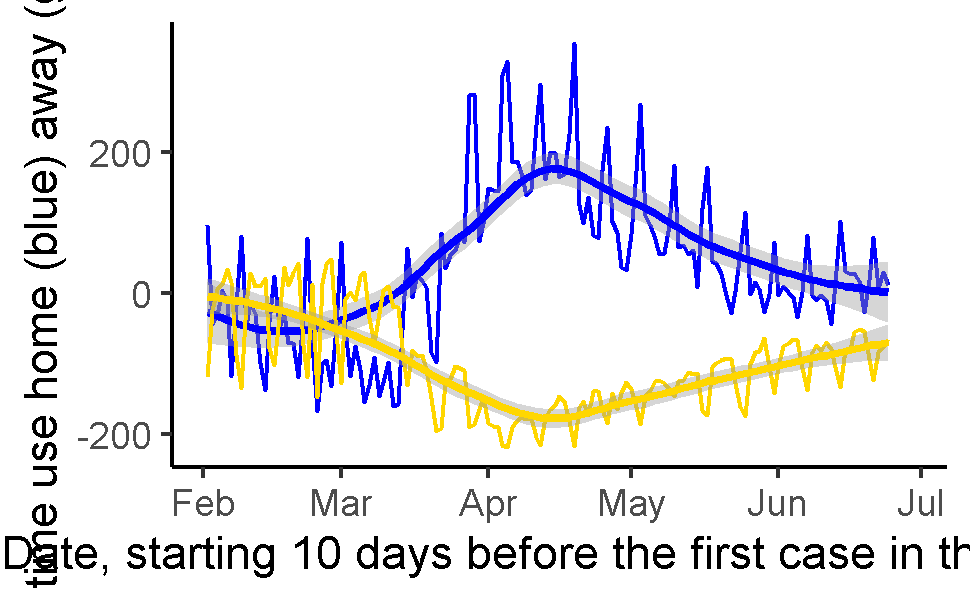 time use home (blue) away (
200
0
-200
Feb Mar Apr May Jun Jul
Date, starting 10 days before the first case in th